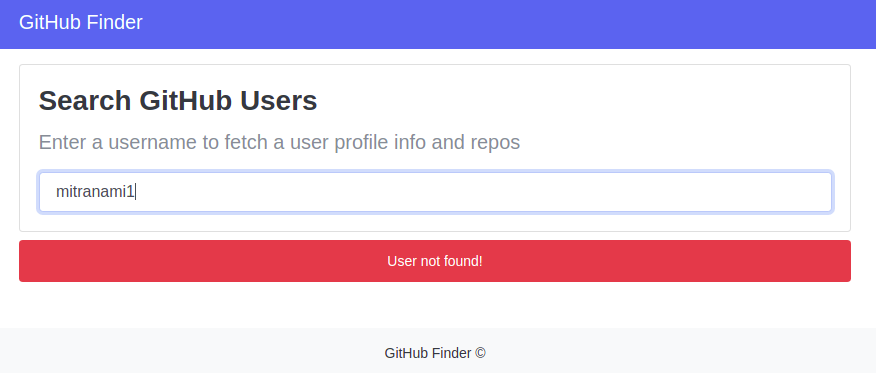 GitHub Finder
Search GitHub Users
Enter a username to fetch a user profile info and repos
mitranami1
User not found!
GitHub Finder ©